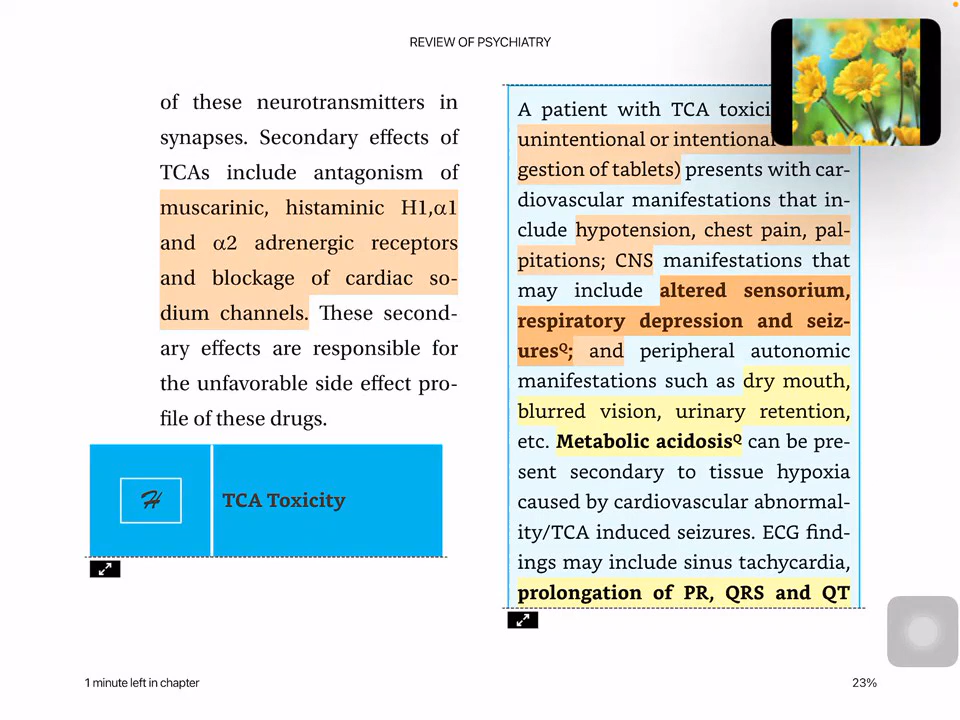 REVIEW OF PSYCHIATRY
of these neurotransmitters in
synapses. Secondary effects of
TCAs include antagonism of
muscarinic, histaminic H1,α1
and α2 adrenergic receptors
and blockage of cardiac so-
dium channels. These second-
ary effects are responsible for
the unfavorable side effect pro-
file of these drugs.
H
TCA Toxicity
A patient with TCA
unintentional or intentional
gestion of tablets) presents with car-
diovascular manifestations that in-
clude hypotension, chest pain, pal-
pitations; CNS manifestations that
may include altered sensorium,
respiratory depression and seiz-
uresQ; and peripheral autonomic
manifestations such as dry mouth,
blurred vision, urinary retention,
etc. Metabolic acidosisQ can be pre-
sent secondary to tissue hypoxia
caused by cardiovascular abnormal-
ity/TCA induced seizures. ECG find-
ings may include sinus tachycardia,
prolongation of PR, QRS and QT
1 minute left in chapter
23%